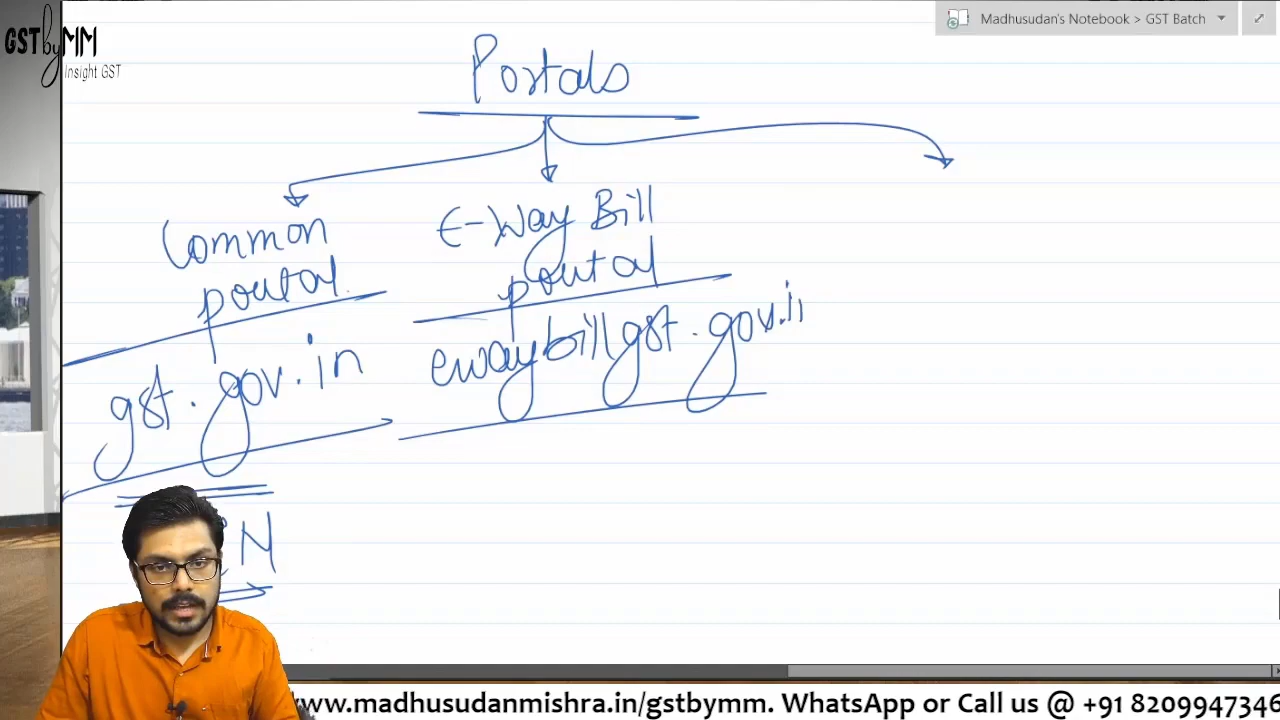 GST by MM
Insight GST
Madhusudan's Notebook > GST Batch
Portals
Common
portal
E-Way Bill
portal
gst.gov.in
ewaybillgst.gov.in
N
www.madhusudanmishra.in/gstbymm. WhatsApp or Call us @ +91 8209947346